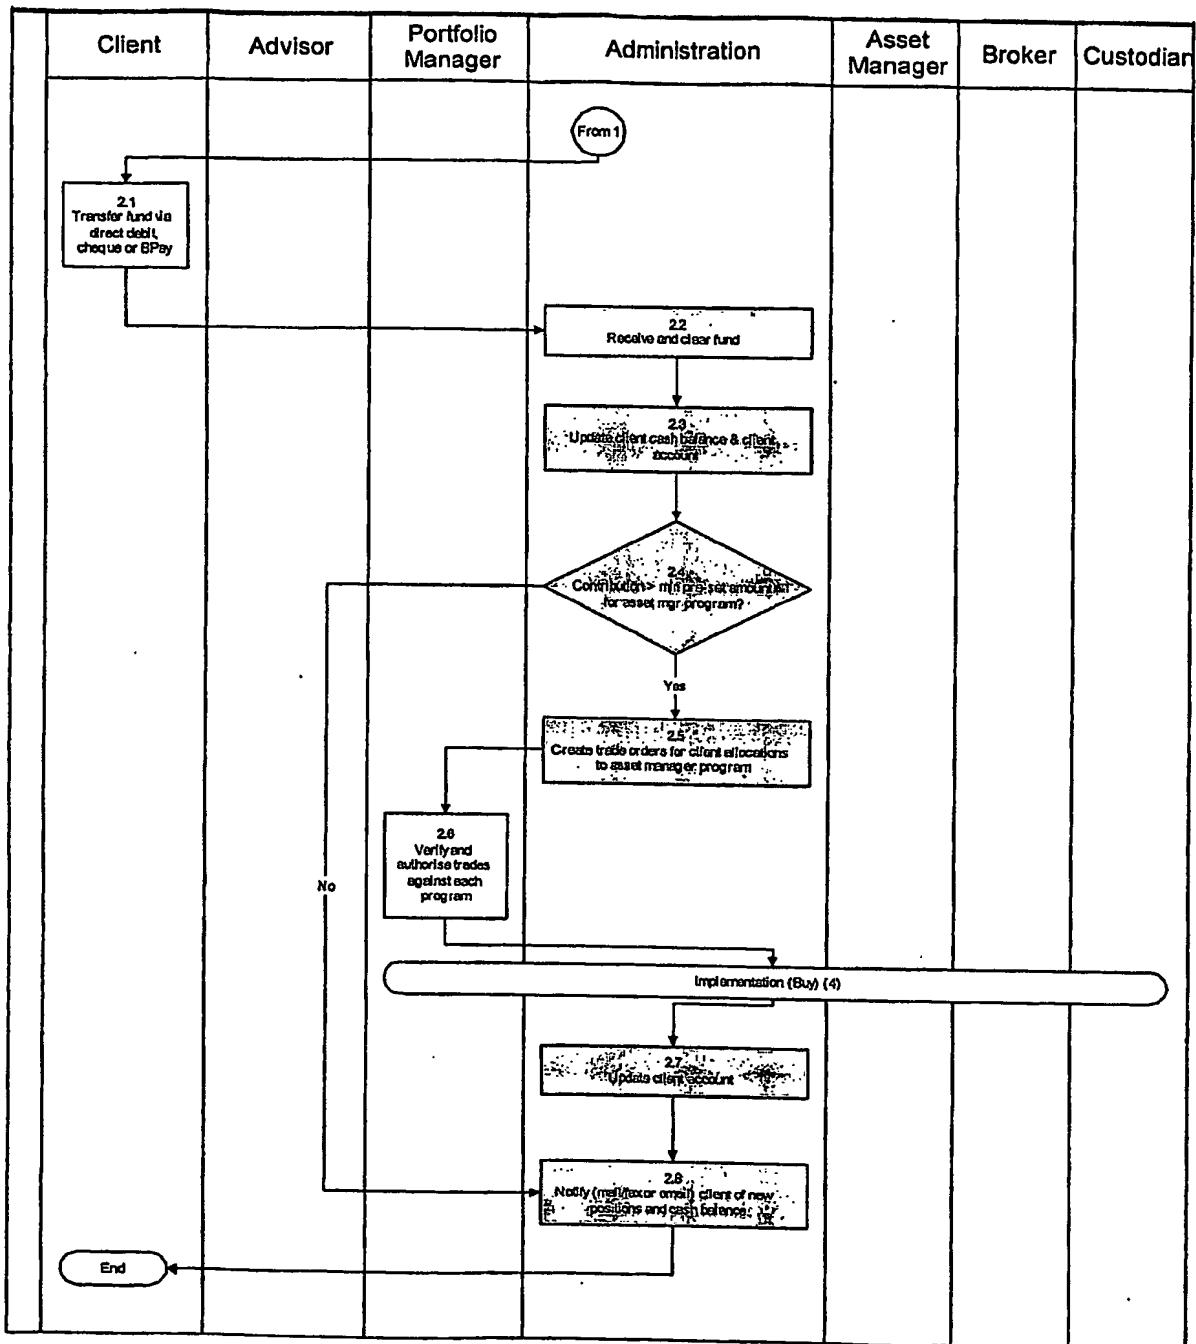 Client
Advisor
Portfolio
Manager
Administration
Asset
Manager
Broker
Custodian
From 1
2.1
Transfer fund via
direct debit,
cheque or BPay
2.2
Receive and clear fund
2.3
Update client cash balance & client
account
2.4
Contribution > min pre-set amount
for asset mgr program?
Yes
2.5
Create trade orders for client allocations
to asset manager program
2.6
Verify and
authorise trades
against each
program
No
Implementation (Buy) (4)
2.7
Update client account
2.8
Notify (mail/fax or email) client of new
positions and cash balance
End